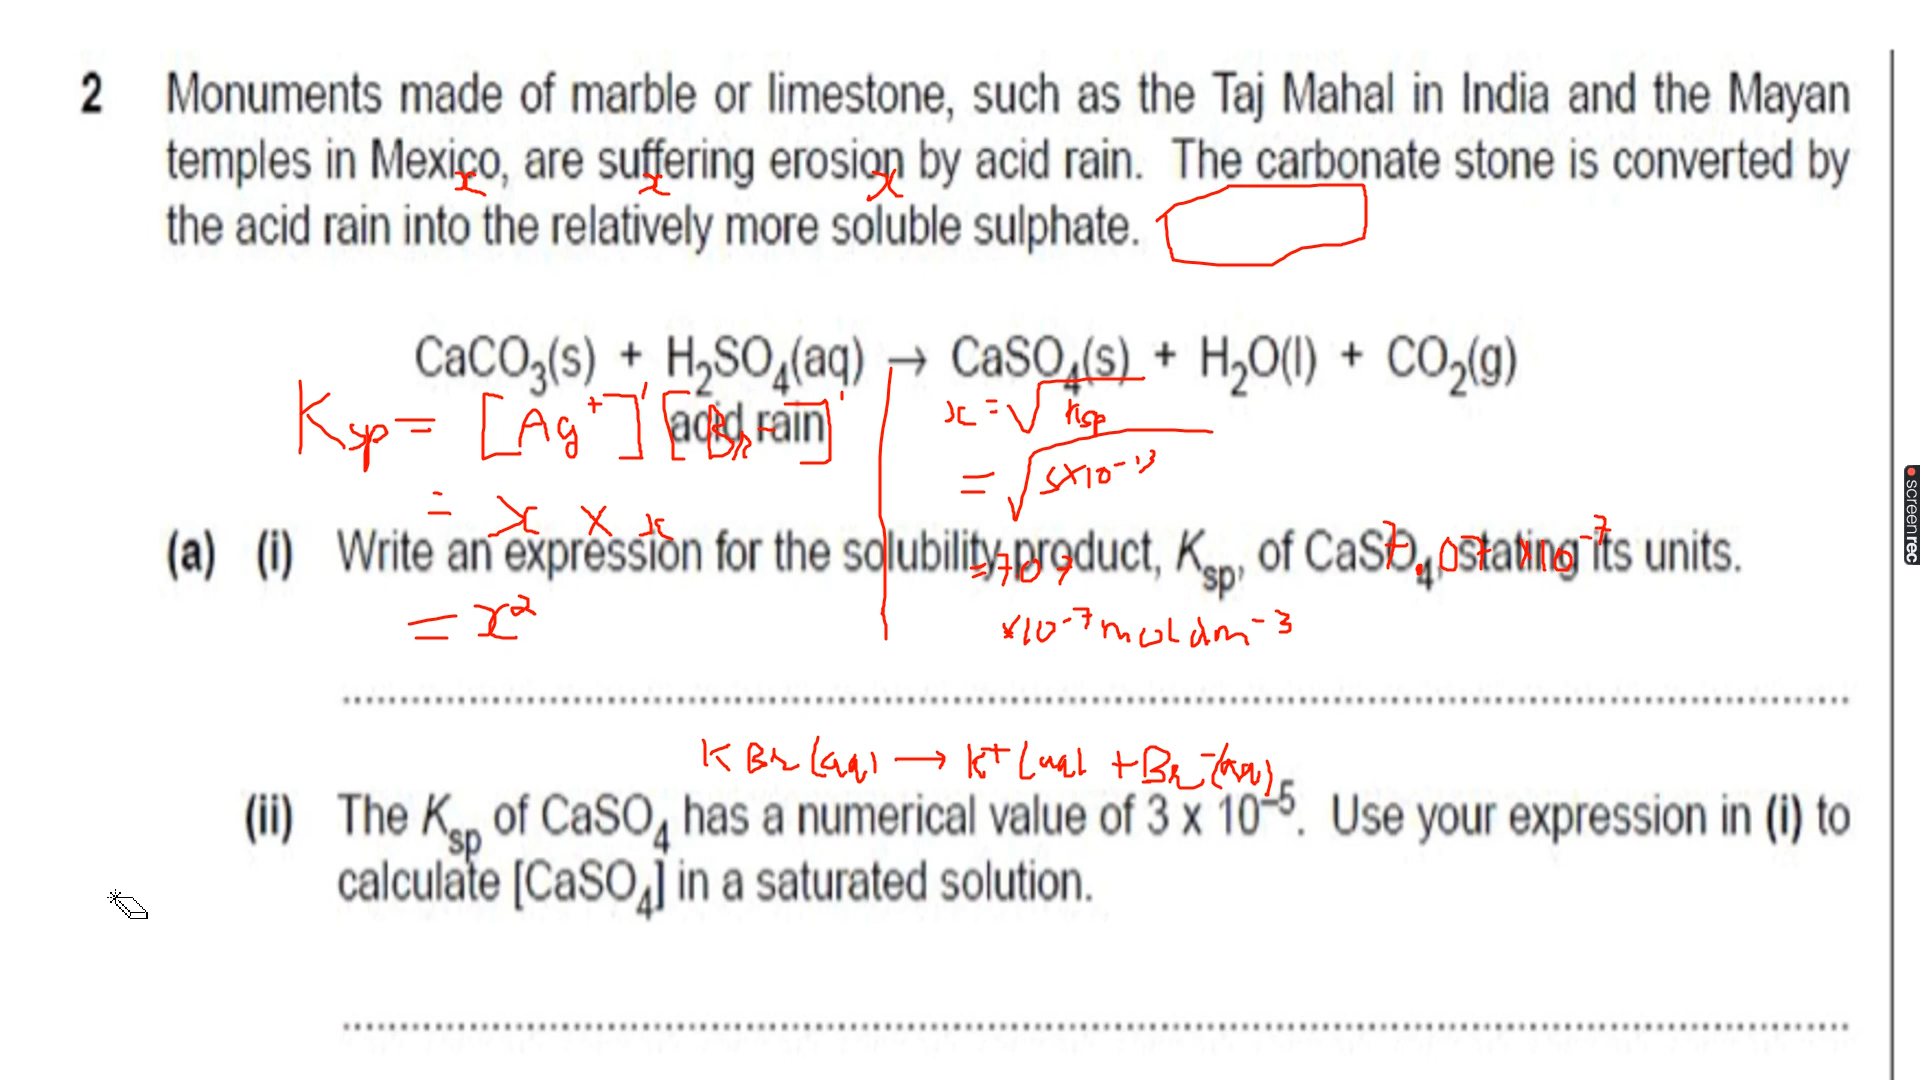 2 Monuments made of marble or limestone, such as the Taj Mahal in India and the Mayan
temples in Mexico, are suffering erosion by acid rain. The carbonate stone is converted by
x x x
the acid rain into the relatively more soluble sulphate.
CaCO₃(s) + H₂SO₄(aq) → CaSO₄(s) + H₂O(l) + CO₂(g)
acid rain
Ksp = [Ag⁺]' [Br⁻]'
= x × x
= x²
x = √Ksp
= √5×10⁻¹³
= 707
×10⁻⁷ mol dm⁻³
7.07 ×10⁻⁷
(a) (i) Write an expression for the solubility product, Ksp, of CaSO₄, stating its units.
KBr(aq) → K⁺(aq) + Br⁻(aq)
(ii) The Ksp of CaSO₄ has a numerical value of 3 x 10⁻⁵. Use your expression in (i) to
calculate [CaSO₄] in a saturated solution.
screenrec